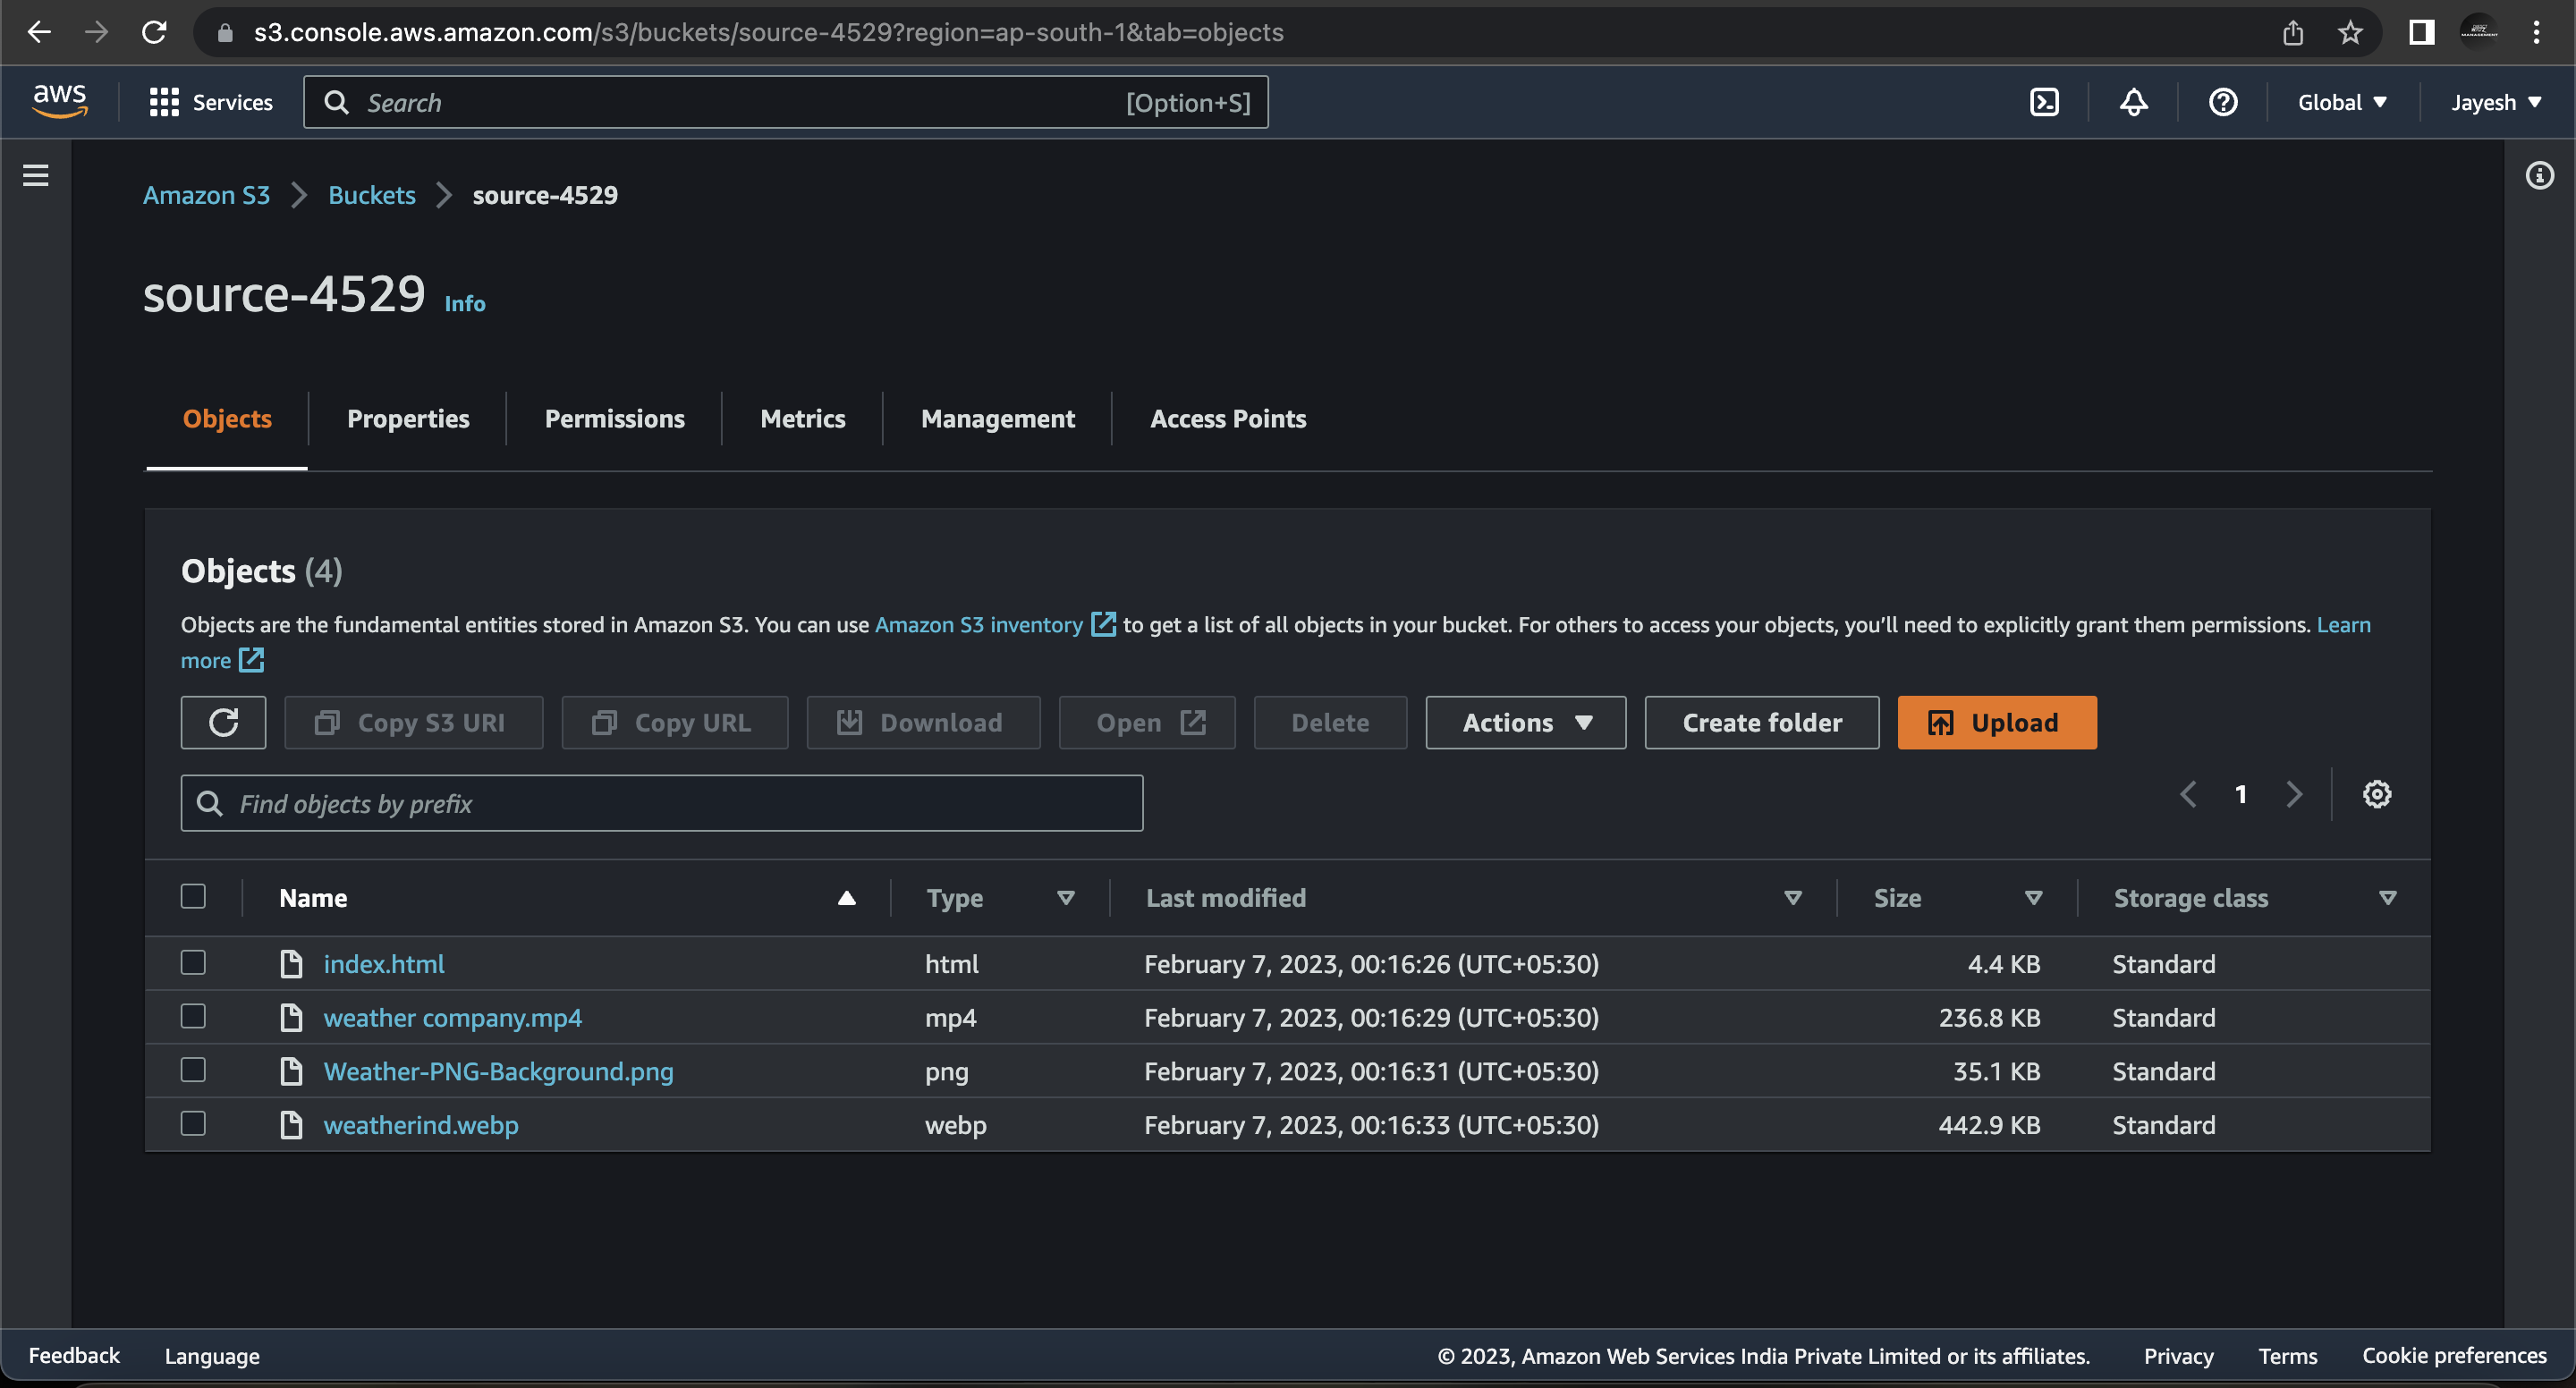 s3.console.aws.amazon.com/s3/buckets/source-4529?region=ap-south-1&tab=objects
aws Services Search [Option+S] Global Jayesh
Amazon S3 Buckets source-4529
source-4529 Info
Objects Properties Permissions Metrics Management Access Points
Objects (4)
Objects are the fundamental entities stored in Amazon S3. You can use Amazon S3 inventory to get a list of all objects in your bucket. For others to access your objects, you’ll need to explicitly grant them permissions. Learn
more
Copy S3 URI Copy URL Download Open Delete Actions Create folder Upload
Find objects by prefix 1
Name Type Last modified Size Storage class
index.html html February 7, 2023, 00:16:26 (UTC+05:30) 4.4 KB Standard
weather company.mp4 mp4 February 7, 2023, 00:16:29 (UTC+05:30) 236.8 KB Standard
Weather-PNG-Background.png png February 7, 2023, 00:16:31 (UTC+05:30) 35.1 KB Standard
weatherind.webp webp February 7, 2023, 00:16:33 (UTC+05:30) 442.9 KB Standard
Feedback Language © 2023, Amazon Web Services India Private Limited or its affiliates. Privacy Terms Cookie preferences